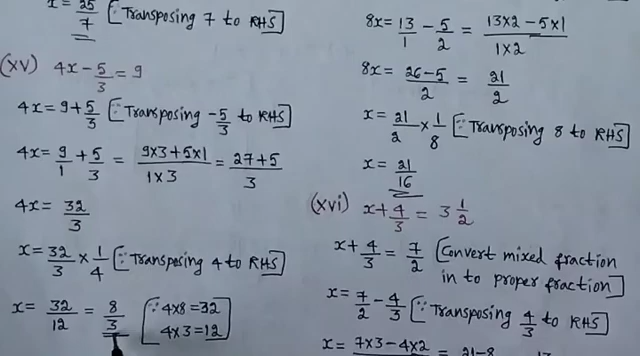 x = 25/7 [∵ Transposing 7 to RHS]
(xv) 4x - 5/3 = 9
4x = 9 + 5/3 [∵ Transposing -5/3 to RHS]
4x = 9/1 + 5/3 = (9×3+5×1)/(1×3) = (27+5)/3
4x = 32/3
x = 32/3 × 1/4 [∵ Transposing 4 to RHS]
x = 32/12 = 8/3 [∵ 4×8=32
4×3=12]
8x = 13/1 - 5/2 = (13×2-5×1)/(1×2)
8x = (26-5)/2 = 21/2
x = 21/2 × 1/8 [∵ Transposing 8 to RHS]
x = 21/16
(xvi) x + 4/3 = 3 1/2
x + 4/3 = 7/2 [Convert mixed fraction
in to proper fraction]
x = 7/2 - 4/3 [∵ Transposing 4/3 to RHS]
x = 7×3-4×2 = 21-8